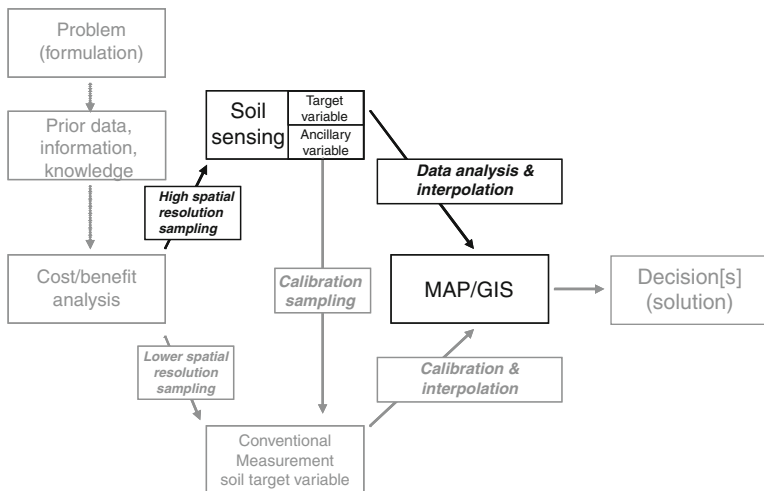 Problem
(formulation)
Prior data,
information,
knowledge
Cost/benefit
analysis
High spatial
resolution
sampling
Lower spatial
resolution
sampling
Soil
sensing
Target
variable
Ancillary
variable
Calibration
sampling
Conventional
Measurement
soil target variable
Data analysis &
interpolation
MAP/GIS
Calibration &
interpolation
Decision[s]
(solution)